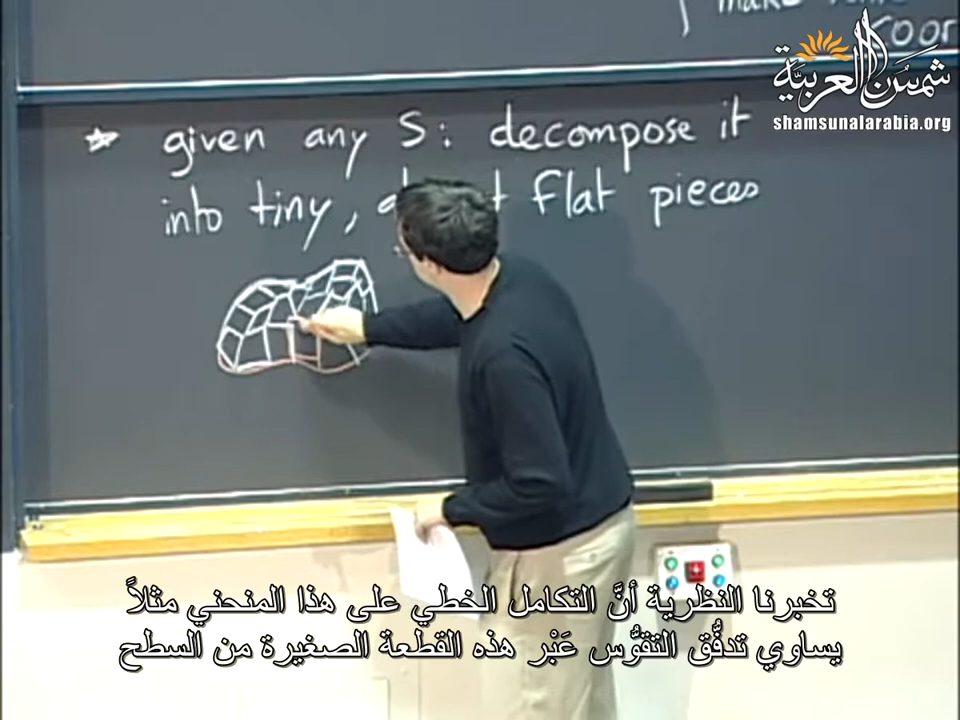 make
coor
شمس العربية
shamsunalarabia.org
given any S: decompose it
into tiny, flat pieces
تخبرنا النظرية أنَّ التكامل الخطي على هذا المنحني مثلاً
يساوي تدفُّق التقوُّس عَبْر هذه القطعة الصغيرة من السطح